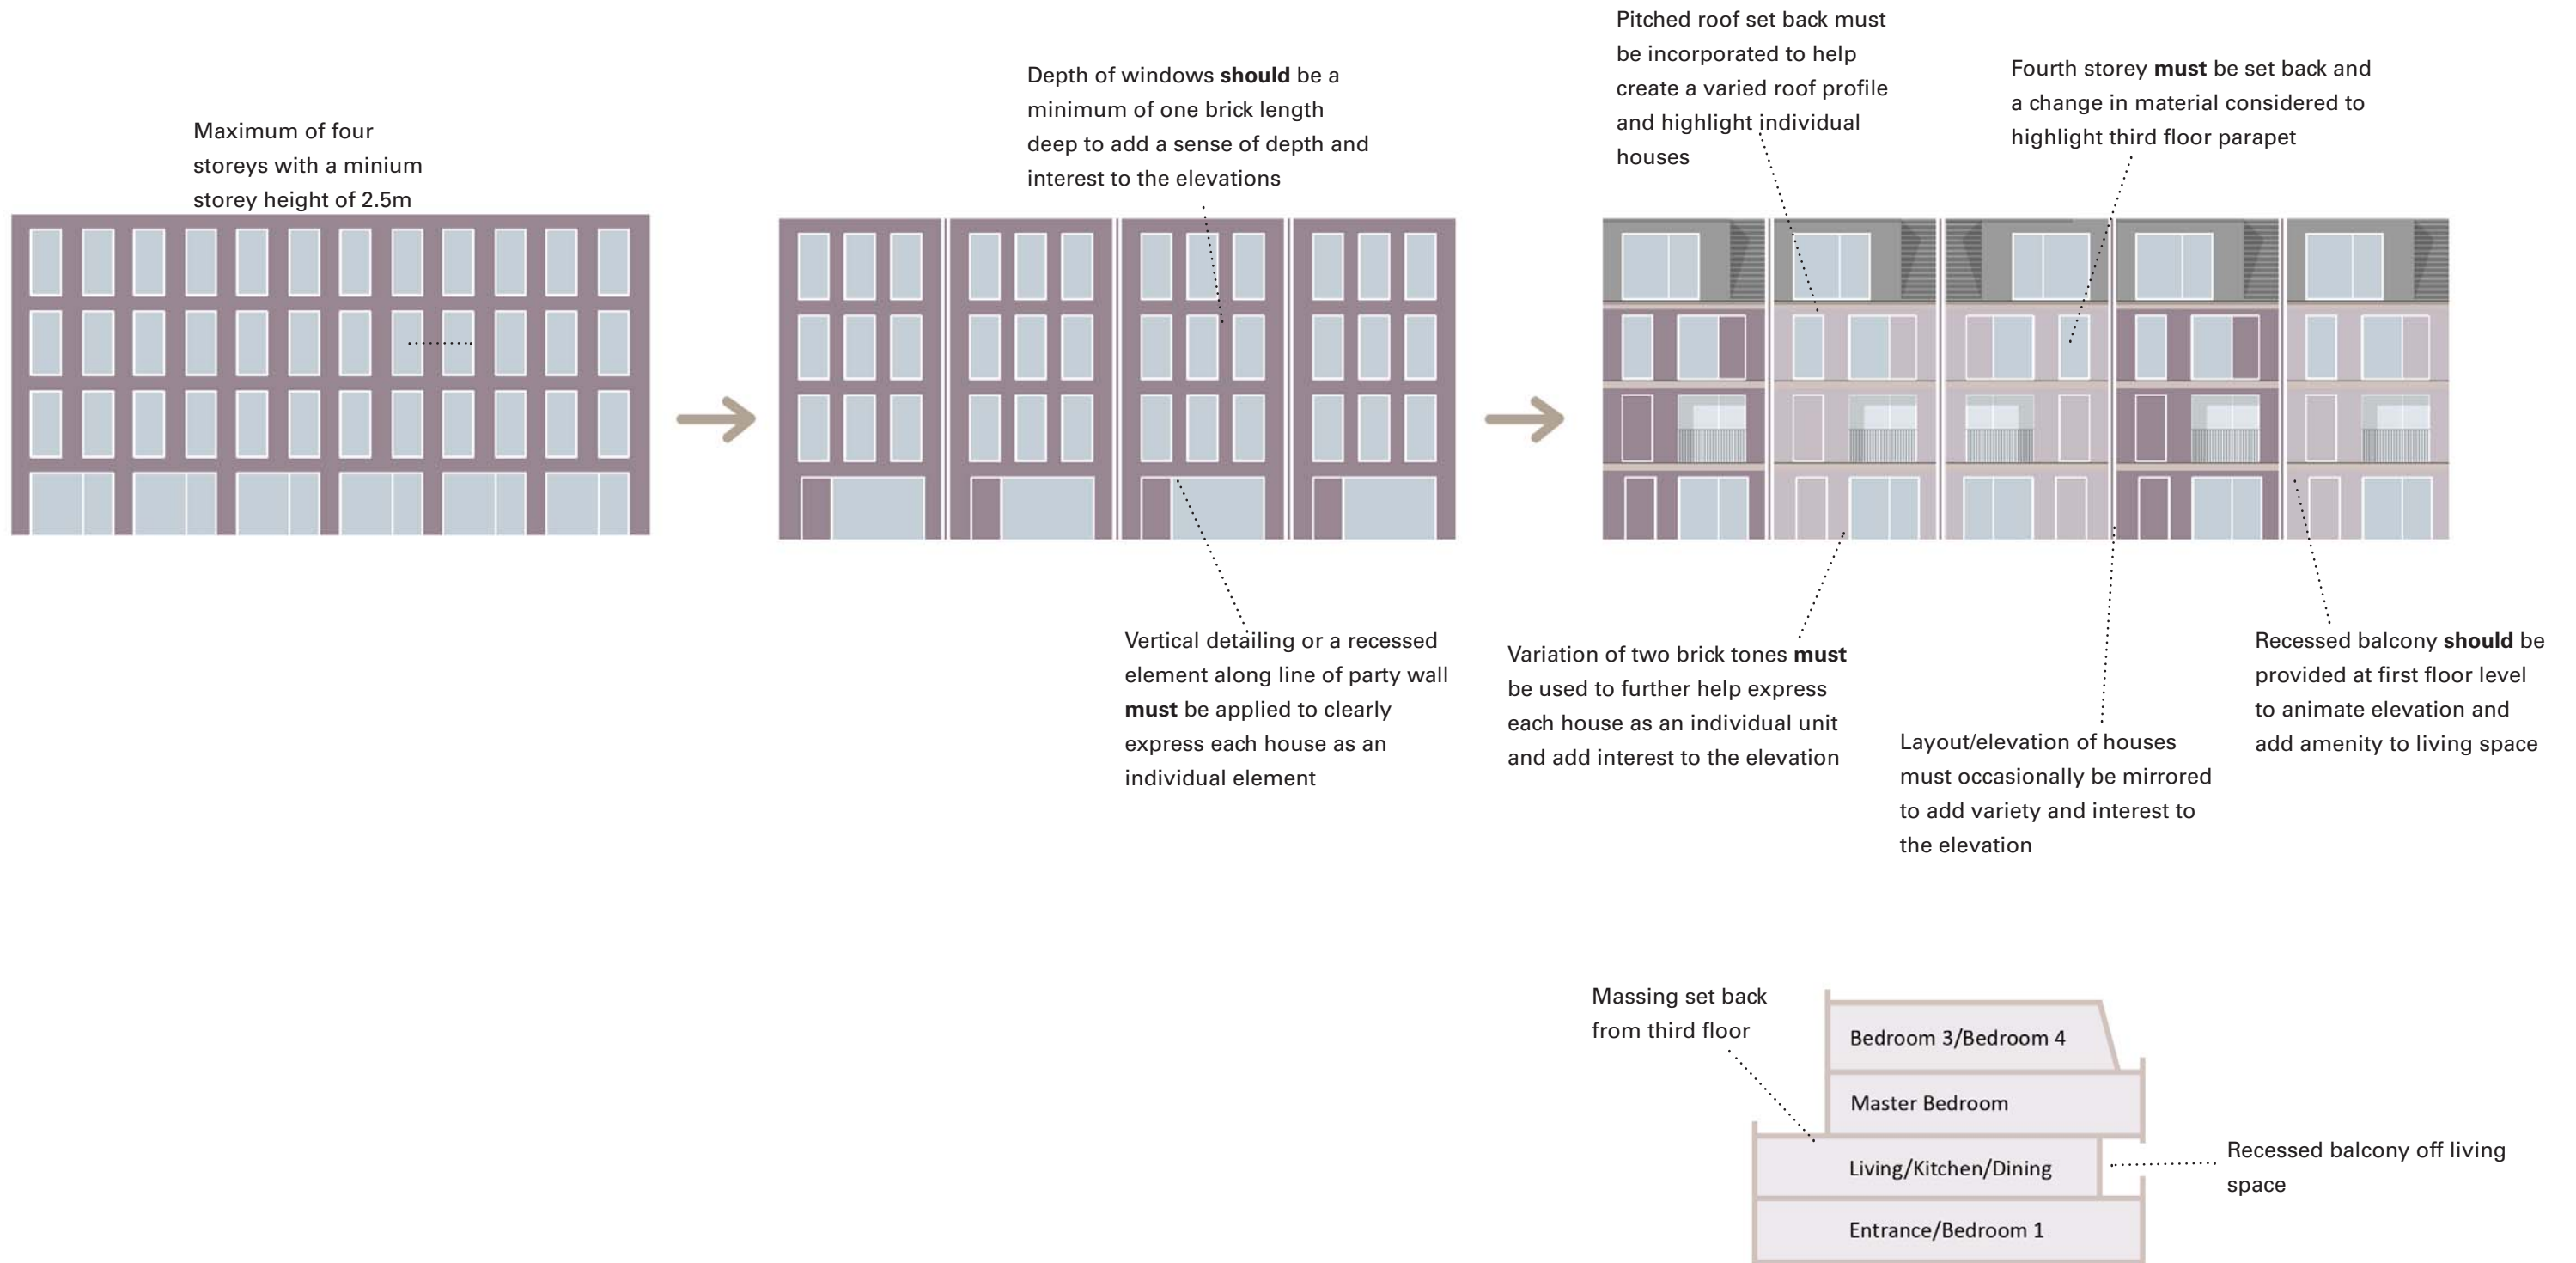 Maximum of four
storeys with a minium
storey height of 2.5m
Depth of windows should be a
minimum of one brick length
deep to add a sense of depth and
interest to the elevations
Pitched roof set back must
be incorporated to help
create a varied roof profile
and highlight individual
houses
Fourth storey must be set back and
a change in material considered to
highlight third floor parapet
Vertical detailing or a recessed
element along line of party wall
must be applied to clearly
express each house as an
individual element
Variation of two brick tones must
be used to further help express
each house as an individual unit
and add interest to the elevation
Layout/elevation of houses
must occasionally be mirrored
to add variety and interest to
the elevation
Recessed balcony should be
provided at first floor level
to animate elevation and
add amenity to living space
Massing set back
from third floor
Bedroom 3/Bedroom 4
Master Bedroom
Living/Kitchen/Dining
Entrance/Bedroom 1
Recessed balcony off living
space